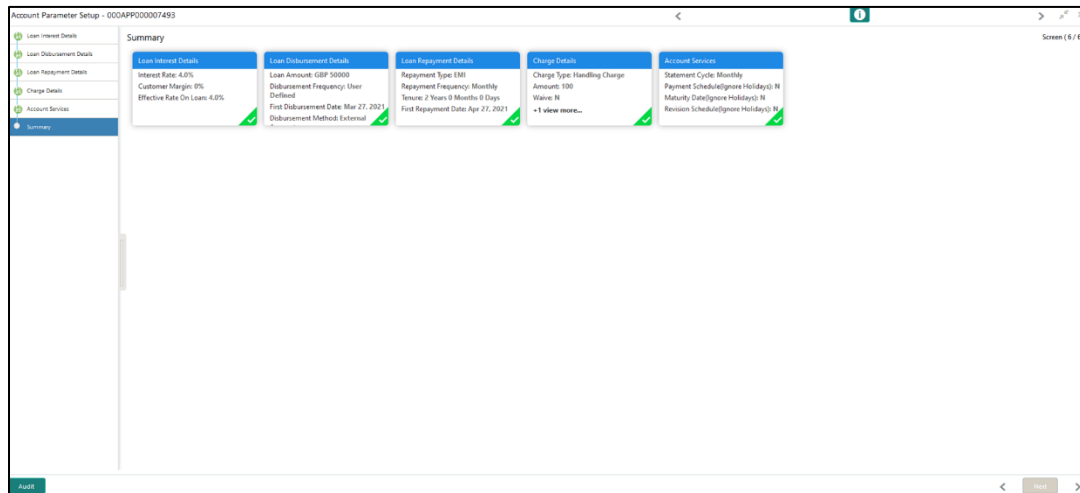 Account Parameter Setup - 000APP000007493
Loan Interest Details
Loan Disbursement Details
Loan Repayment Details
Charge Details
Account Services
Summary
Summary
Screen ( 6 / 6
Loan Interest Details
Interest Rate: 4.0%
Customer Margin: 0%
Effective Rate On Loan: 4.0%
Loan Disbursement Details
Loan Amount: GBP 50000
Disbursement Frequency: User
Defined
First Disbursement Date: Mar 27, 2021
Disbursement Method: External
Loan Repayment Details
Repayment Type: EMI
Repayment Frequency: Monthly
Tenure: 2 Years 0 Months 0 Days
First Repayment Date: Apr 27, 2021
Charge Details
Charge Type: Handling Charge
Amount: 100
Waive: N
+1 view more...
Account Services
Statement Cycle: Monthly
Payment Schedule(Ignore Holidays): N
Maturity Date(Ignore Holidays): N
Revision Schedule(Ignore Holidays): N
Audit
Next